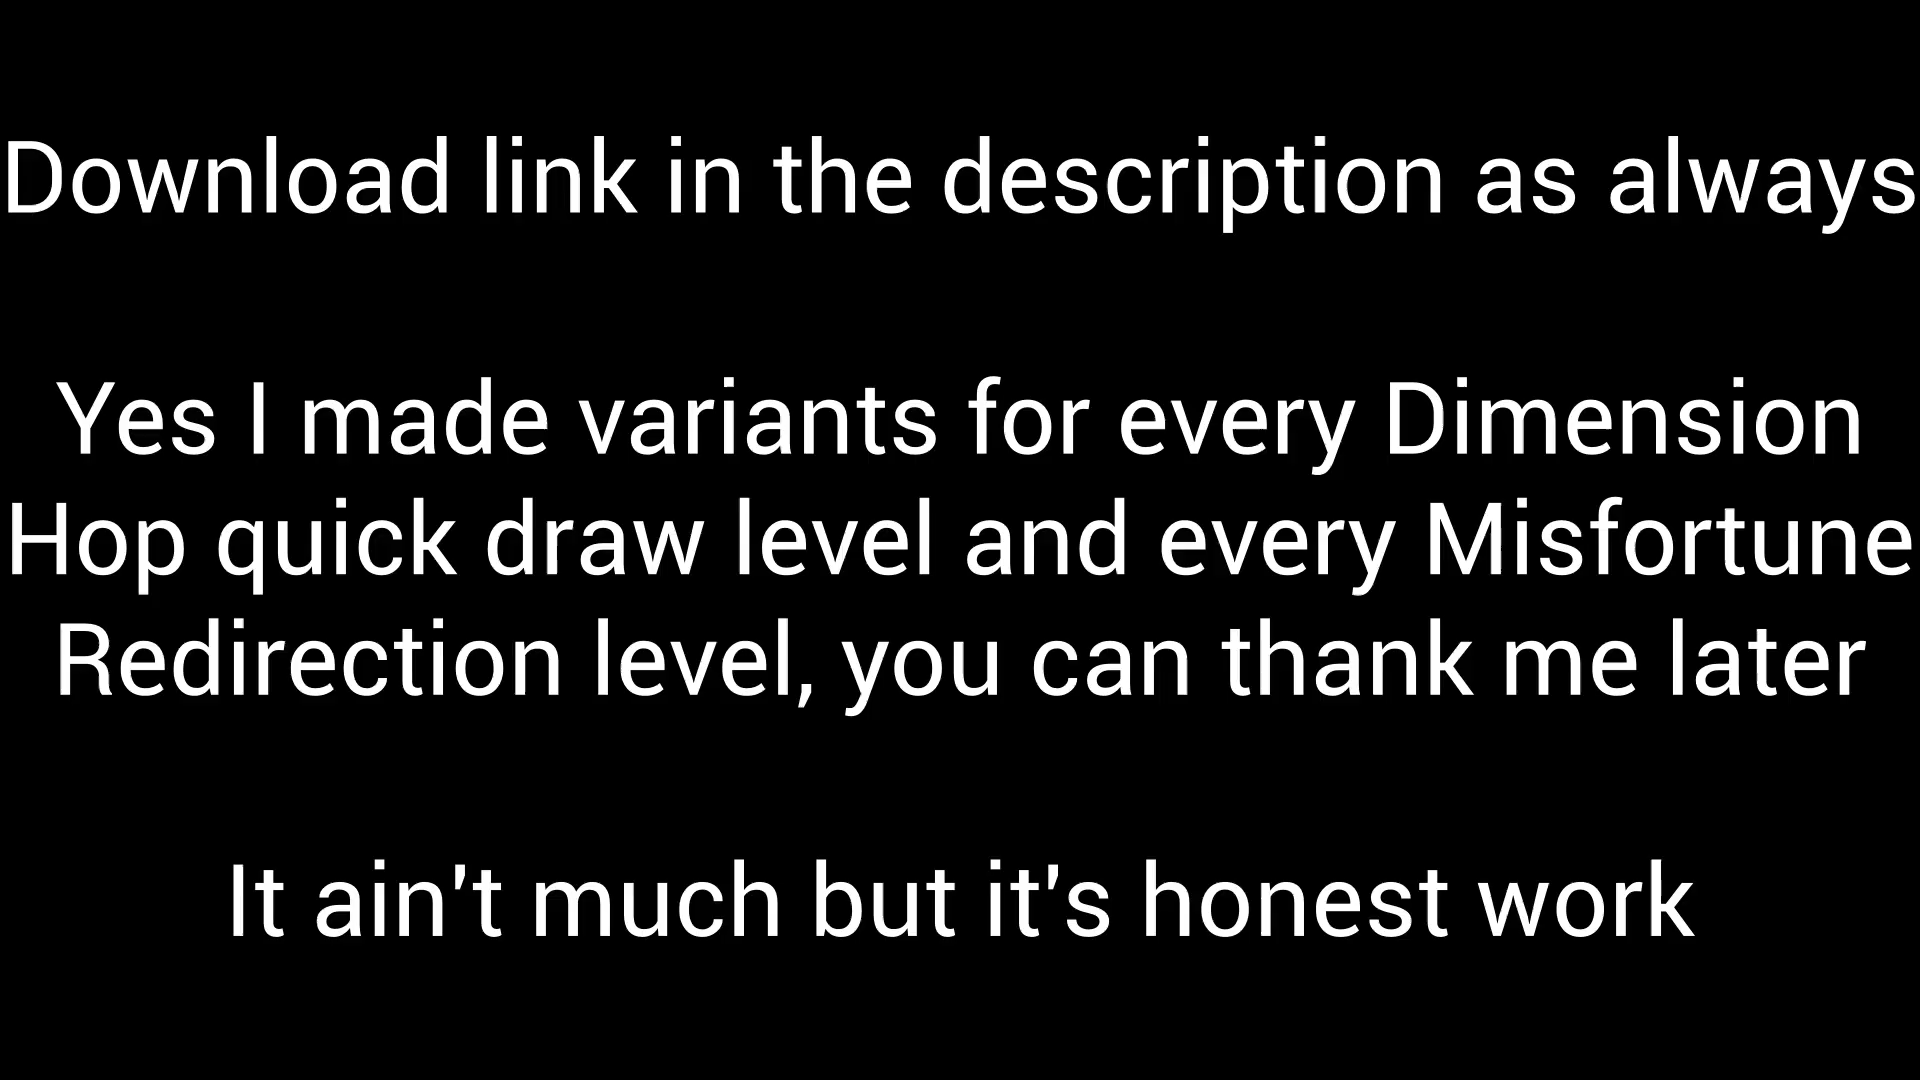 Download link in the description as always
Yes I made variants for every Dimension
Hop quick draw level and every Misfortune
Redirection level, you can thank me later
It ain't much but it's honest work